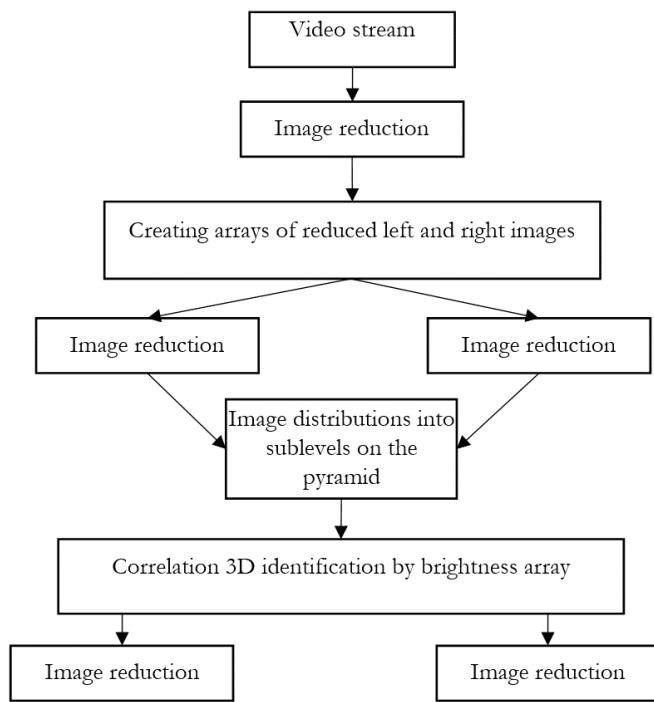 Video stream
Image reduction
Creating arrays of reduced left and right images
Image reduction
Image reduction
Image distributions into
sublevels on the
pyramid
Correlation 3D identification by brightness array
Image reduction
Image reduction